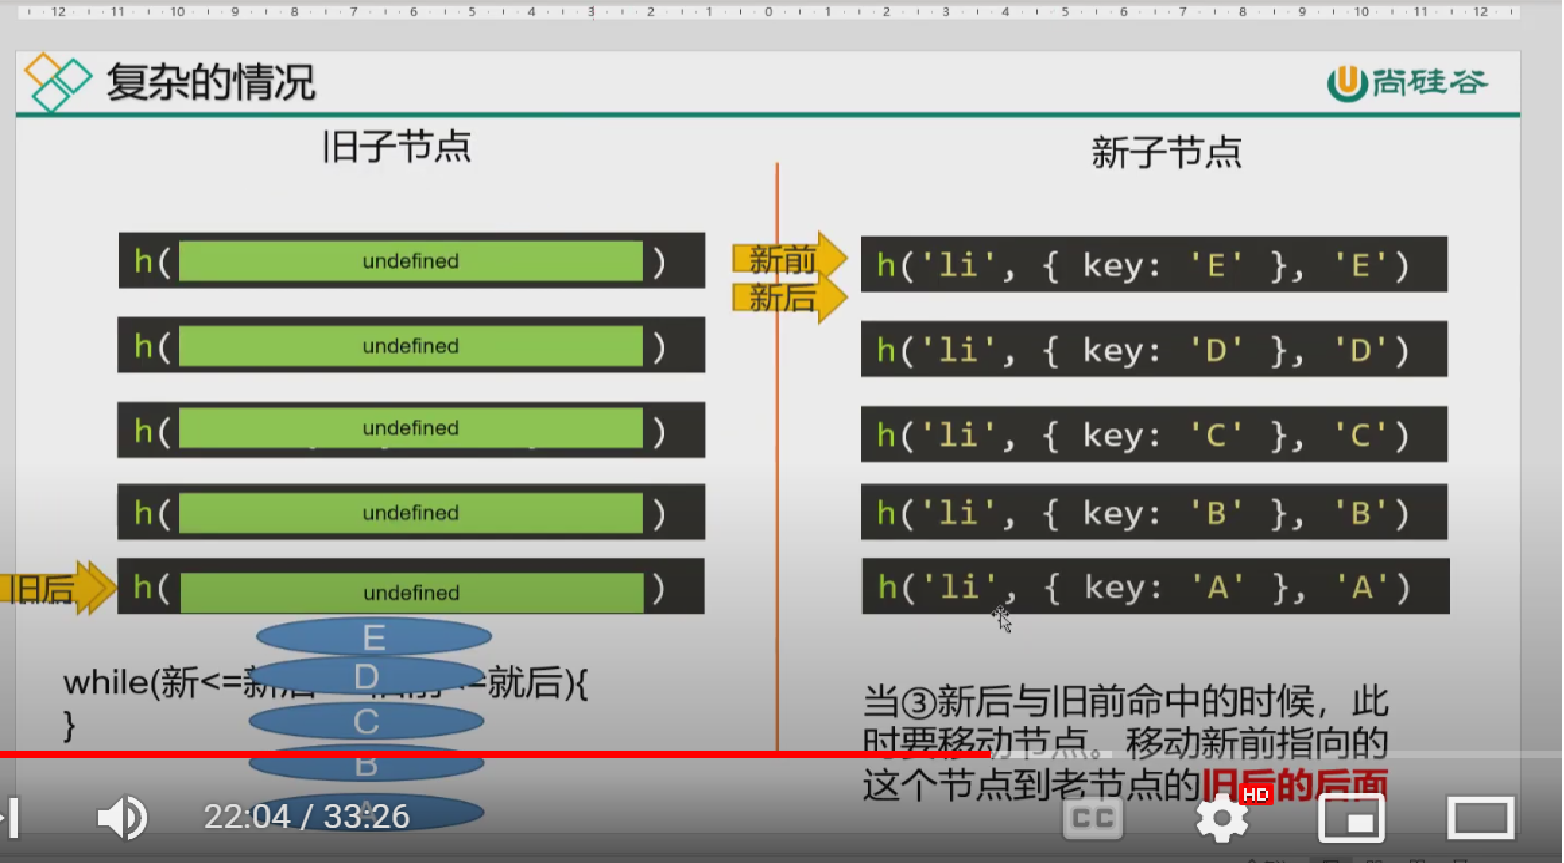 12 11 10 9 8 7 6 5 4 3 2 1 0 1 2 3 4 5 6 7 8 9 10 11 12
复杂的情况
尚硅谷
旧子节点
新子节点
h( undefined )
h( undefined )
h( undefined )
h( undefined )
旧后
h( undefined )
新前
新后
h('li', { key: 'E' }, 'E')
h('li', { key: 'D' }, 'D')
h('li', { key: 'C' }, 'C')
h('li', { key: 'B' }, 'B')
h('li', { key: 'A' }, 'A')
E
D
C
B
A
while(新<=新后 旧前<=就后){
}
当③新后与旧前命中的时候，此
时要移动节点。移动新前指向的
这个节点到老节点的旧后的后面
22:04 / 33:26
CC
HD